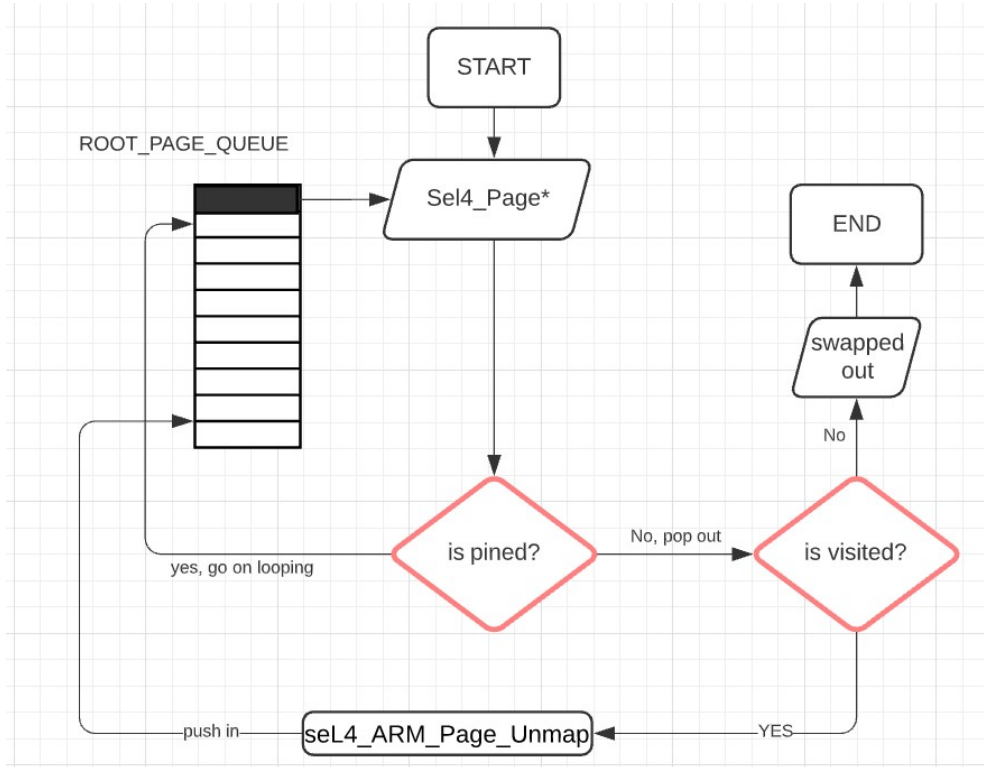 START
ROOT_PAGE_QUEUE
Sel4_Page*
END
swapped
out
No
is pined?
No, pop out
is visited?
yes, go on looping
push in
seL4_ARM_Page_Unmap
YES